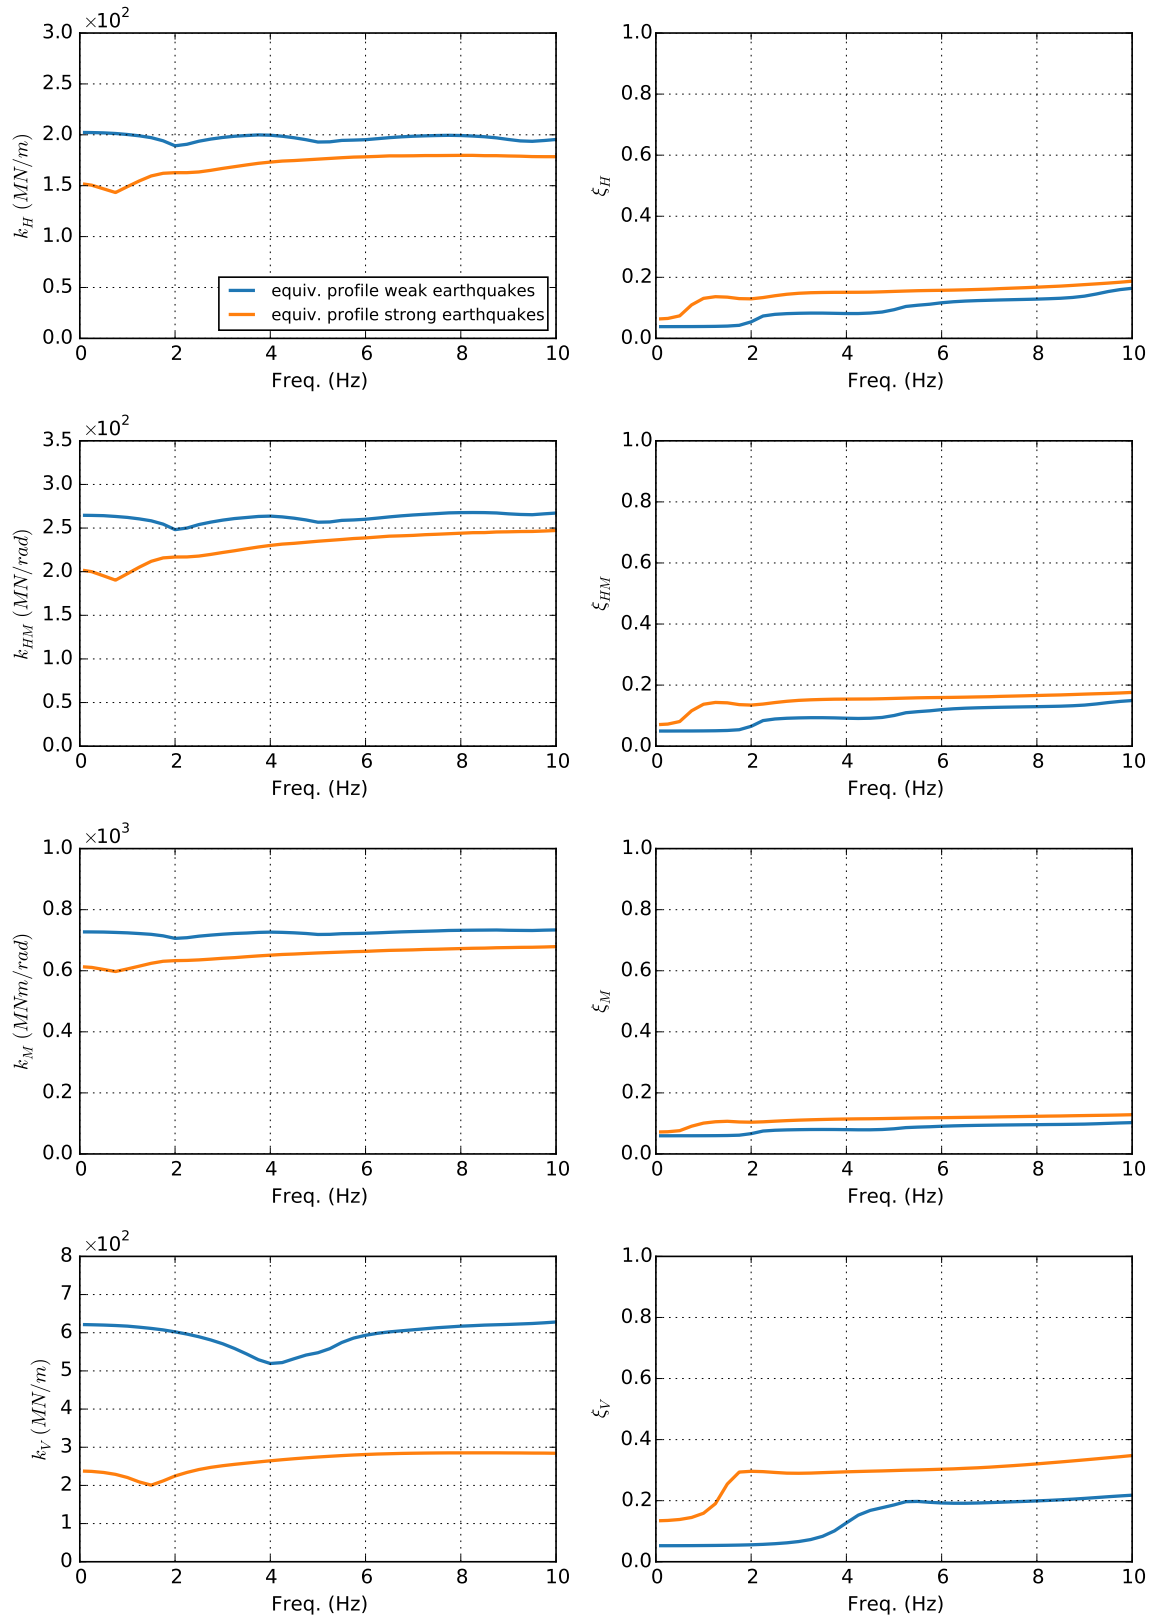 ×10²
3.0
2.5
2.0
1.5
1.0
0.5
0.0
k_H (MN/m)
equiv. profile weak earthquakes
equiv. profile strong earthquakes
0 2 4 6 8 10
Freq. (Hz)
1.0
0.8
0.6
0.4
0.2
0.0
ξ_H
0 2 4 6 8 10
Freq. (Hz)
×10²
3.5
3.0
2.5
2.0
1.5
1.0
0.5
0.0
k_HM (MN/rad)
0 2 4 6 8 10
Freq. (Hz)
1.0
0.8
0.6
0.4
0.2
0.0
ξ_HM
0 2 4 6 8 10
Freq. (Hz)
×10³
1.0
0.8
0.6
0.4
0.2
0.0
k_M (MNm/rad)
0 2 4 6 8 10
Freq. (Hz)
1.0
0.8
0.6
0.4
0.2
0.0
ξ_M
0 2 4 6 8 10
Freq. (Hz)
×10²
8
7
6
5
4
3
2
1
0
k_V (MN/m)
0 2 4 6 8 10
Freq. (Hz)
1.0
0.8
0.6
0.4
0.2
0.0
ξ_V
0 2 4 6 8 10
Freq. (Hz)